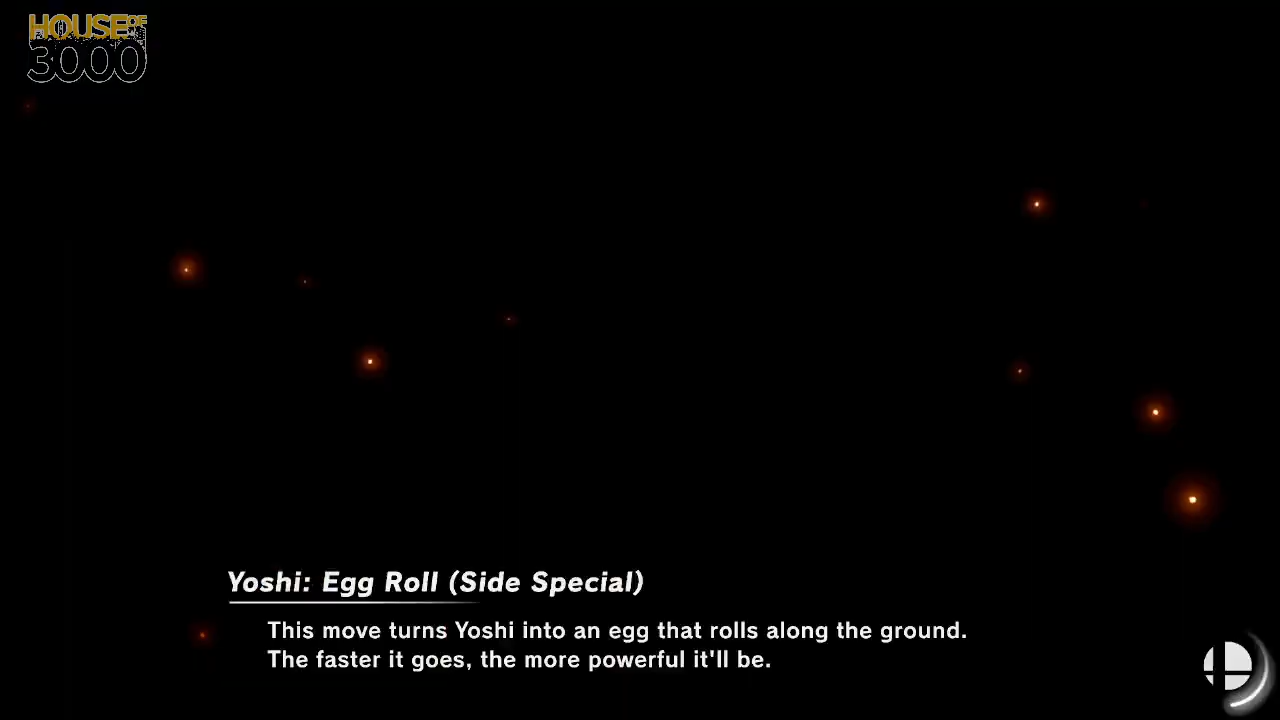 HOUSE OF
3000
Yoshi: Egg Roll (Side Special)
This move turns Yoshi into an egg that rolls along the ground.
The faster it goes, the more powerful it'll be.